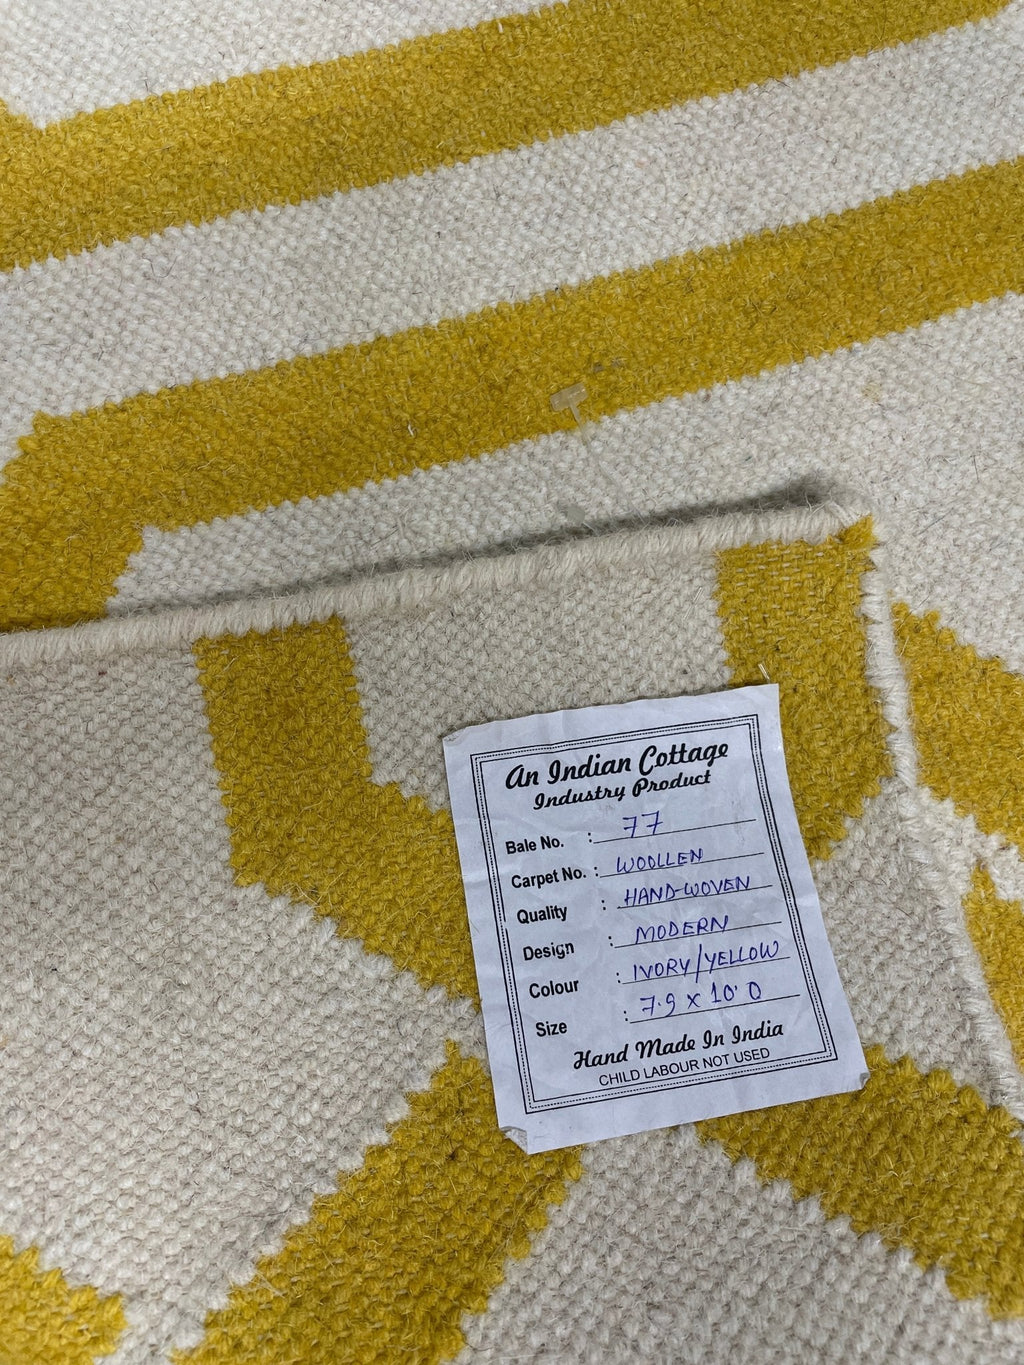 An Indian Cottage
Industry Product
Bale No. : 77
Carpet No. : WOOLLEN
Quality : HAND-WOVEN
Design : MODERN
Colour : IVORY/YELLOW
Size : 7.9 x 10'0
Hand Made In India
CHILD LABOUR NOT USED